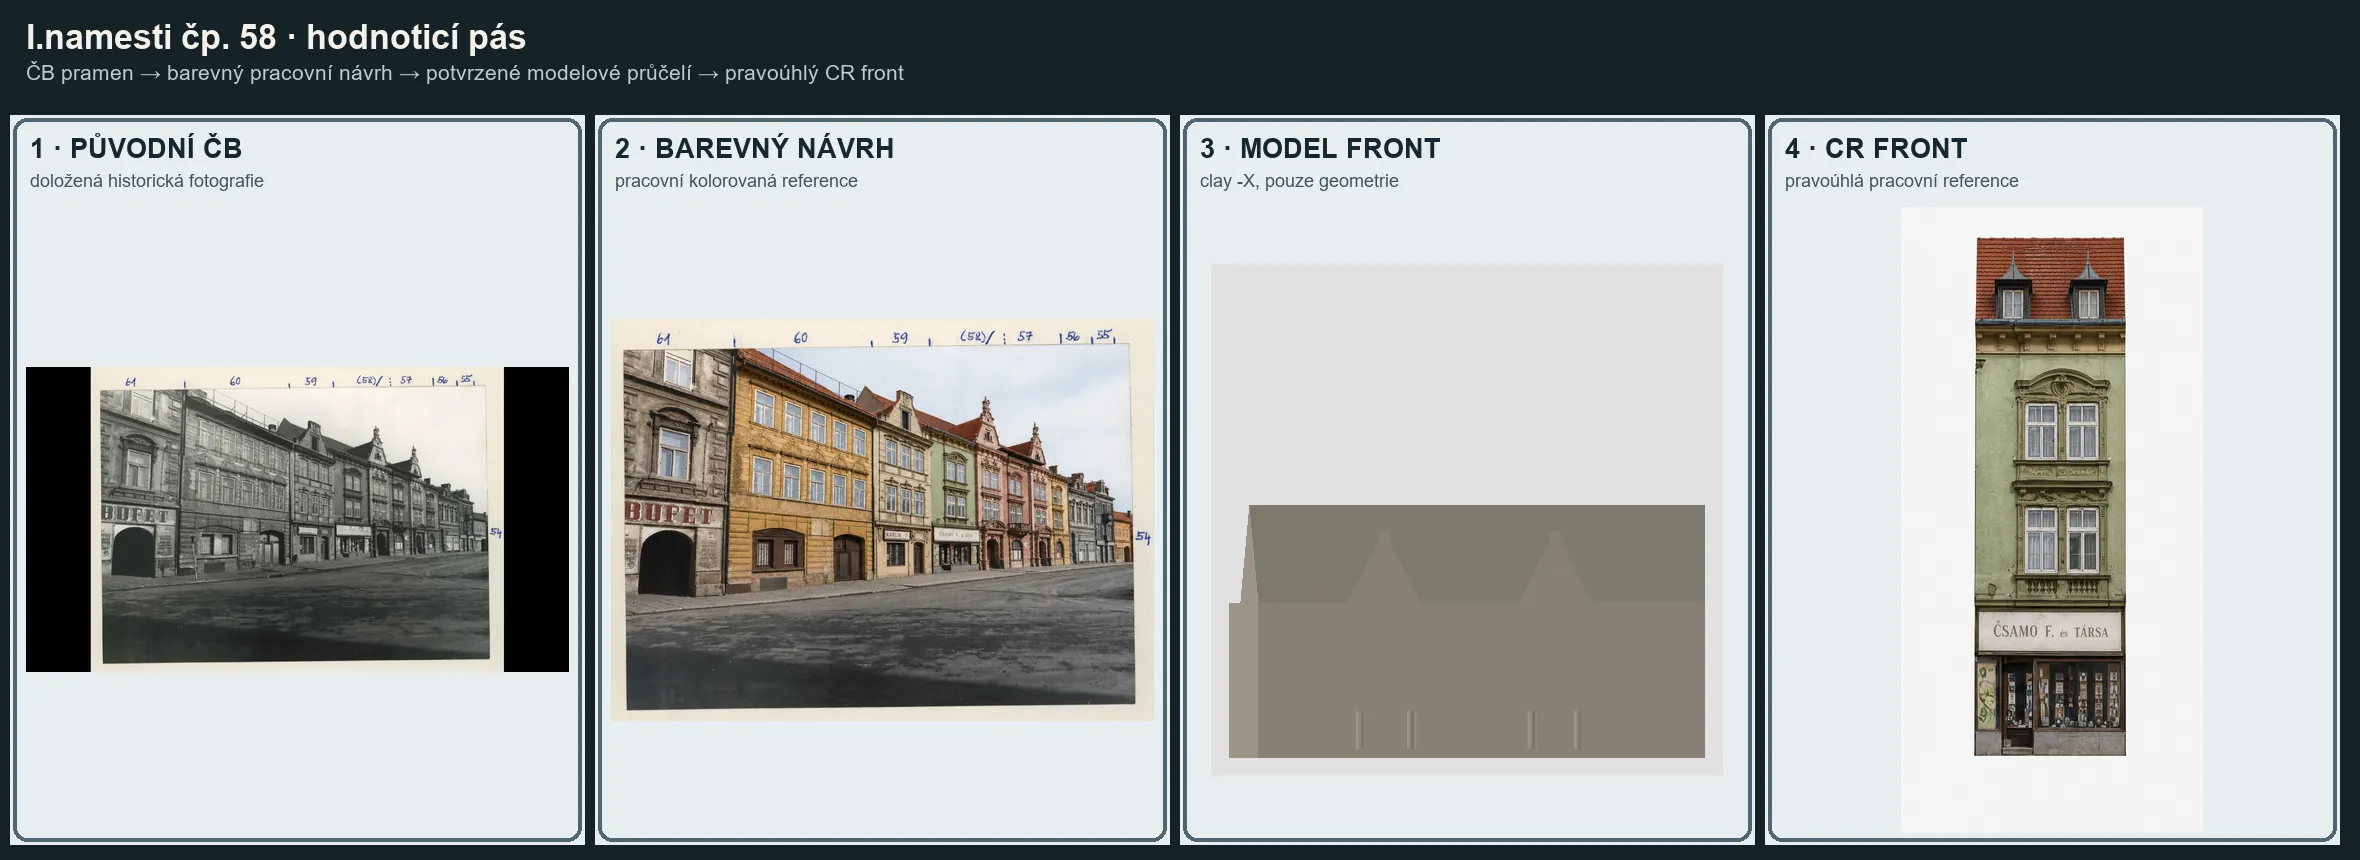 I.namesti čp. 58 · hodnoticí pás
ČB pramen → barevný pracovní návrh → potvrzené modelové průčelí → pravoúhlý CR front
1 · PŮVODNÍ ČB
doložená historická fotografie
61 60 59 (58)/ 57 56 55
BUFET
54
2 · BAREVNÝ NÁVRH
pracovní kolorovaná reference
61 60 59 (58)/ 57 56 55
BUFET
54
3 · MODEL FRONT
clay -X, pouze geometrie
4 · CR FRONT
pravoúhlá pracovní reference
ČSAMO F. és TÁRSA